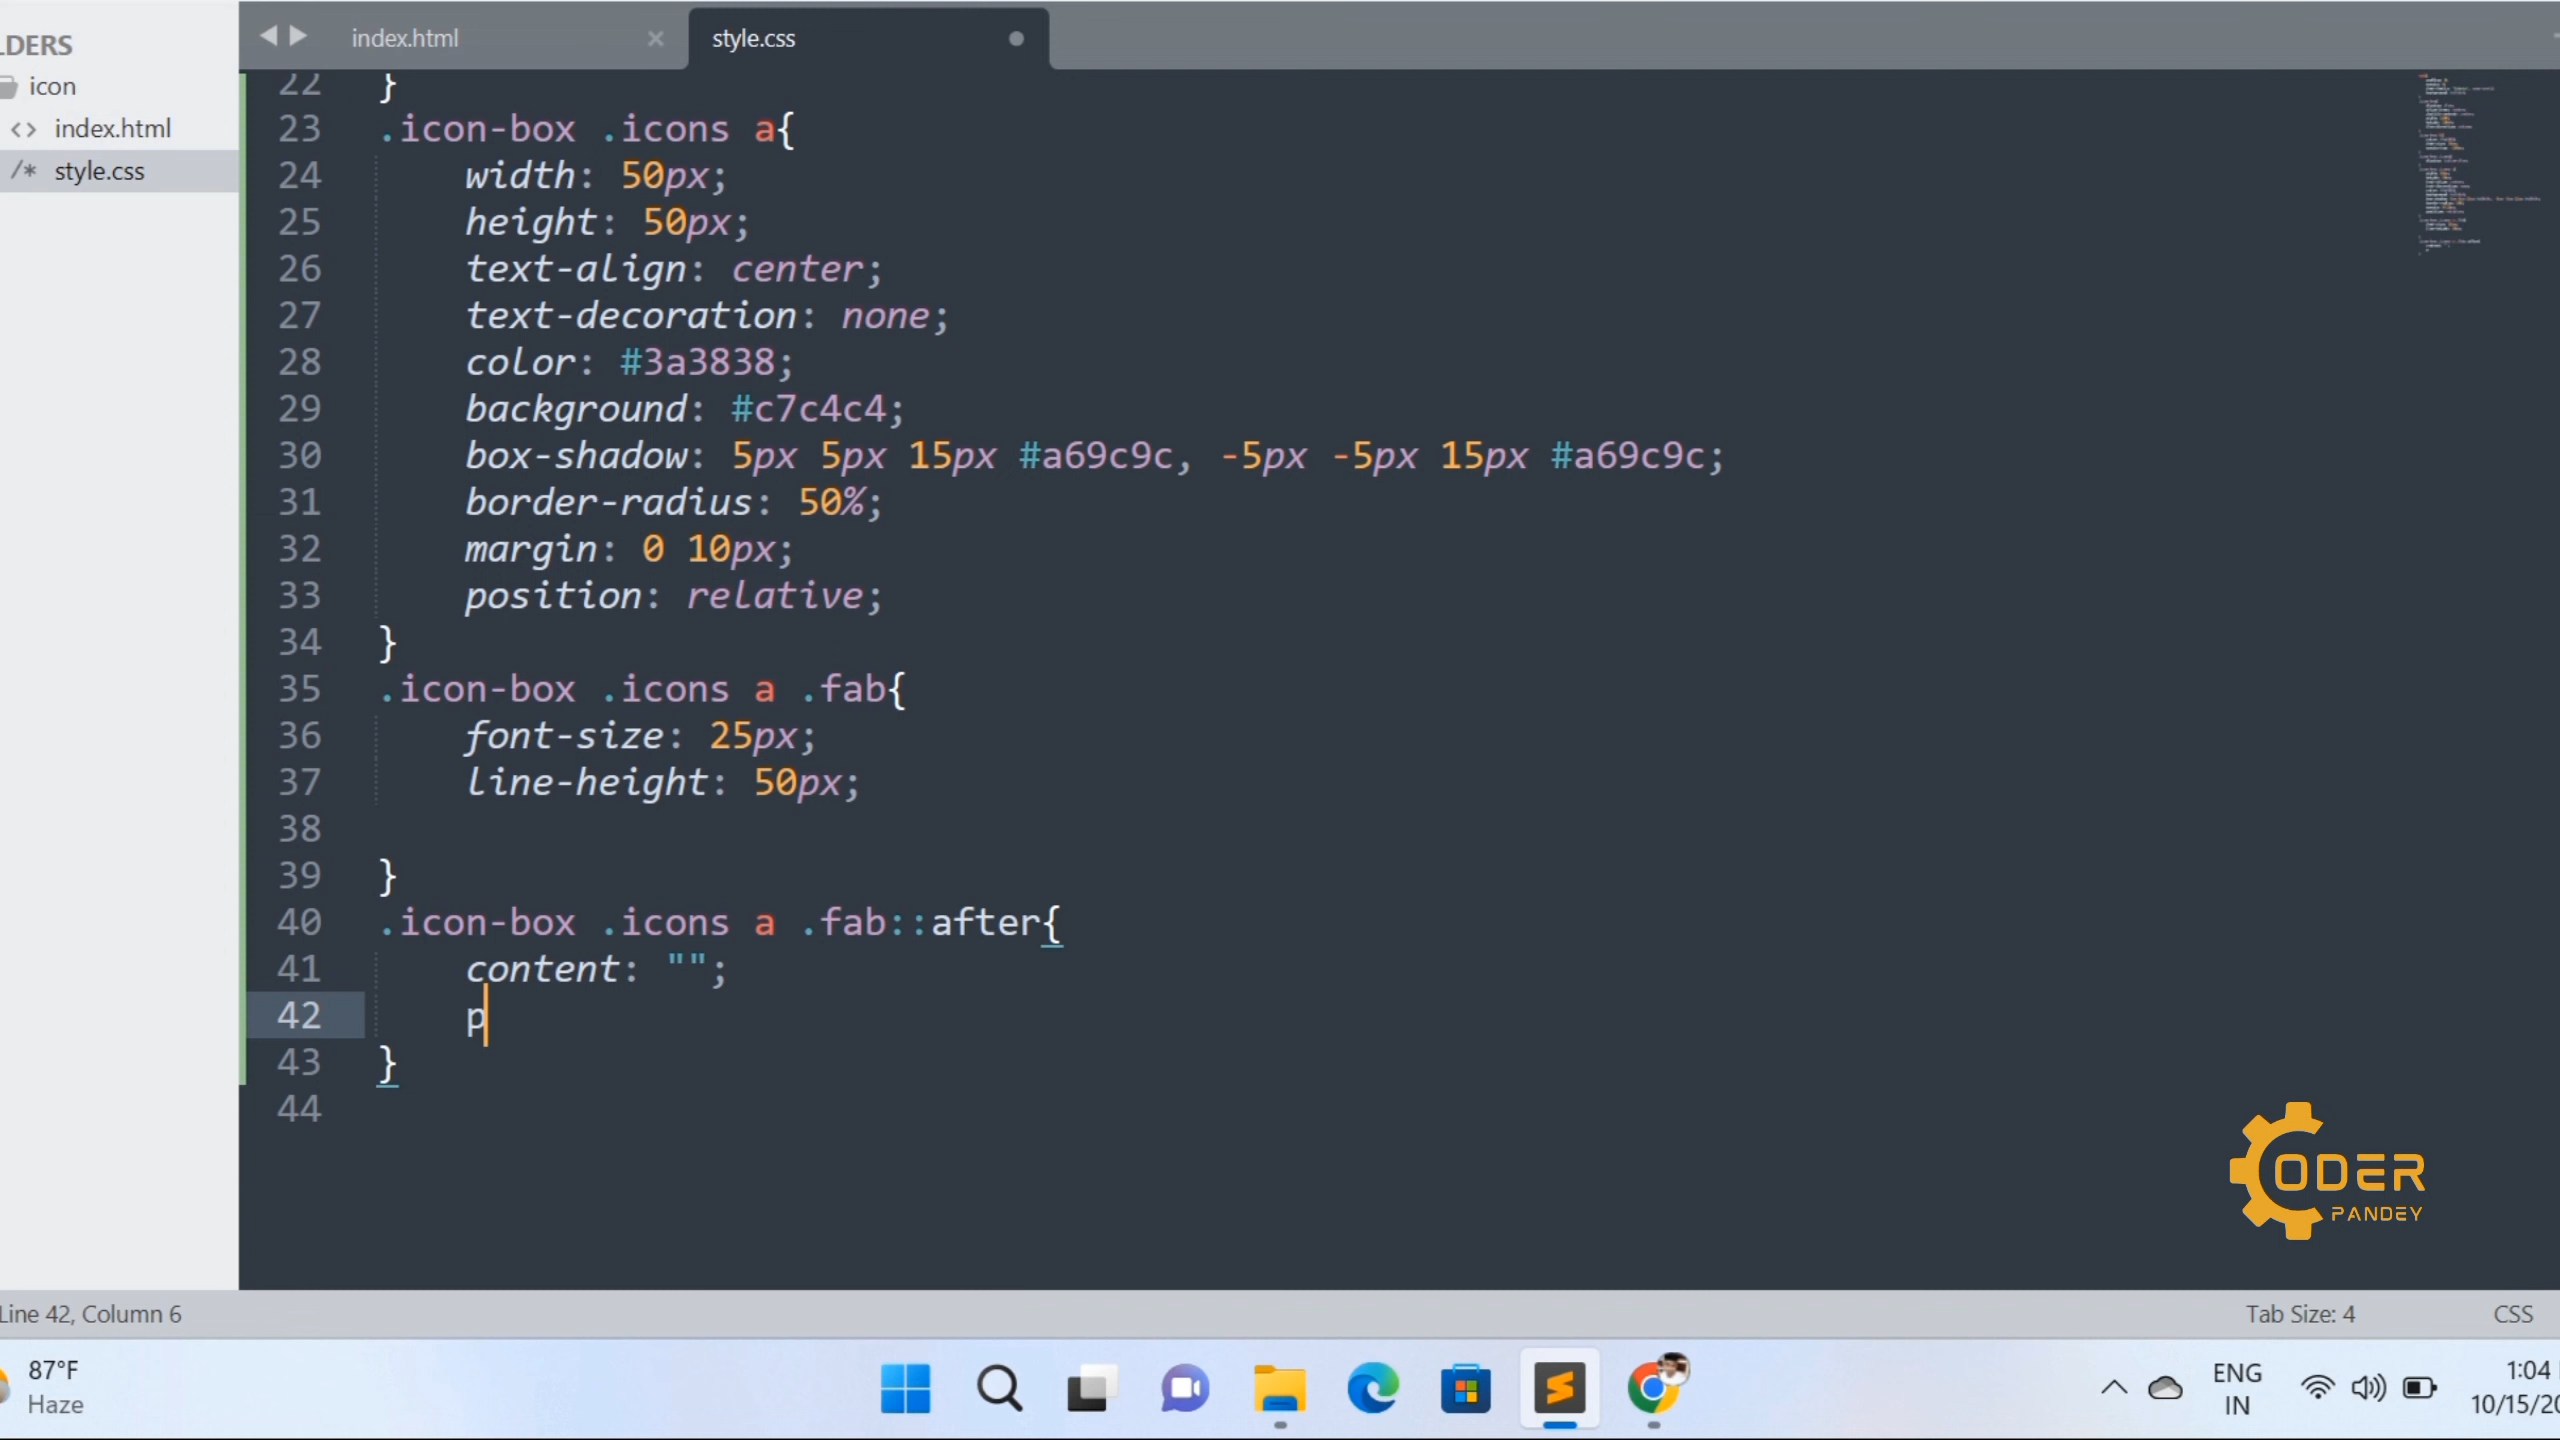 LDERS
icon
index.html
style.css
index.html
style.css
22 }
23 .icon-box .icons a{
24 width: 50px;
25 height: 50px;
26 text-align: center;
27 text-decoration: none;
28 color: #3a3838;
29 background: #c7c4c4;
30 box-shadow: 5px 5px 15px #a69c9c, -5px -5px 15px #a69c9c;
31 border-radius: 50%;
32 margin: 0 10px;
33 position: relative;
34 }
35 .icon-box .icons a .fab{
36 font-size: 25px;
37 line-height: 50px;
38
39 }
40 .icon-box .icons a .fab::after{
41 content: "";
42 p
43 }
44
CODER
PANDEY
Line 42, Column 6
Tab Size: 4
CSS
87°F
Haze
ENG
IN
1:04
10/15/20